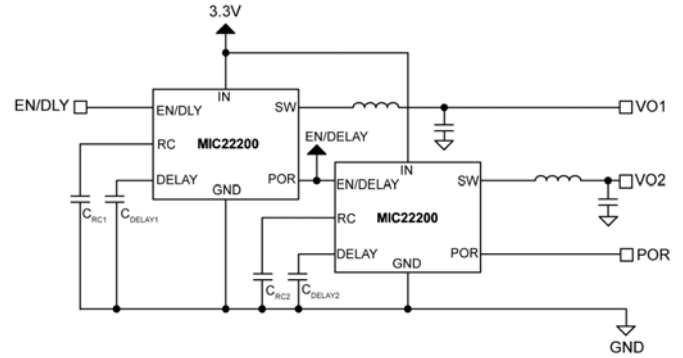 3.3V
EN/DLY
IN
EN/DLY
SW
VO1
EN/DELAY
RC
MIC22200
IN
DELAY
POR
EN/DELAY
SW
VO2
GND
RC
MIC22200
CRC1
CDELAY1
DELAY
POR
POR
GND
CRC2
CDELAY2
GND